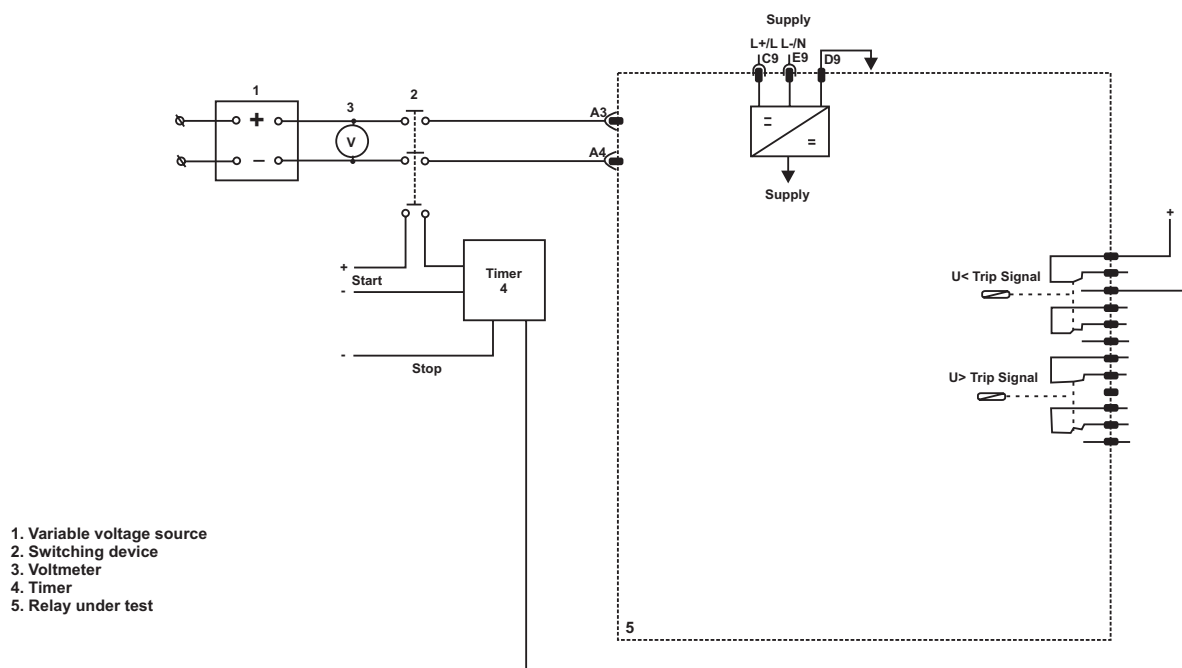 Supply
L+/L L-/N
C9 E9 D9
1
2
3
+
A3
V
−
A4
=
=
Supply
+
Timer
4
+
Start
-
-
Stop
U< Trip Signal
U> Trip Signal
1. Variable voltage source
2. Switching device
3. Voltmeter
4. Timer
5. Relay under test
5